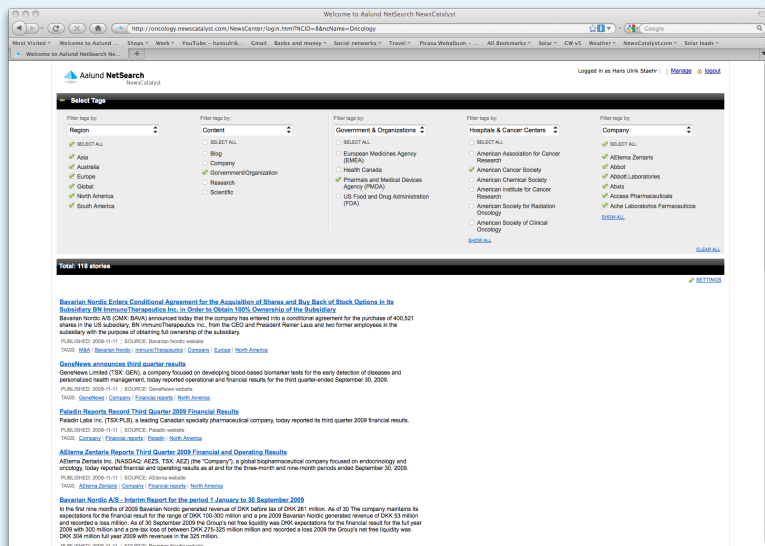 Welcome to Aalund NetSearch NewsCatalyst
http://oncology.newscatalyst.com/NewsCenter/login.html?NCID=8&ncName=Oncology
Google
Most Visited Welcome to Aalund ... Shops Work YouTube – hansulrik... Gmail Banks and money Social networks Travel Picasa Webalbum – ... All Bookmarks Solar CW v5 Weather NewsCatalyst.com Solar leads
Welcome to Aalund NetSearch Ne...
Aalund NetSearch
NewsCatalyst
Logged in as Hans Ulrik Staehr | Manage logout
Select Tags
Filter tags by: Filter tags by: Filter tags by: Filter tags by: Filter tags by:
Region Content Government & Organizations Hospitals & Cancer Centers Company
SELECT ALL SELECT ALL SELECT ALL SELECT ALL SELECT ALL
Asia
Australia
Europe
Global
North America
South America
Blog
Company
Government/Organization
Research
Scientific
European Medicines Agency
(EMEA)
Health Canada
Pharmals and Medical Devices
Agency (PMDA)
US Food and Drug Administration
(FDA)
American Association for Cancer
Research
American Cancer Society
American Chemical Society
American Institute for Cancer
Research
American Society for Radiation
Oncology
American Society of Clinical
Oncology
SHOW ALL
AEterna Zentaris
Abbot
Abbott Laboratories
Abxis
Access Pharmaceuticals
Ache Laboratorios Farmaceuticos
SHOW ALL
CLEAR ALL
Total: 118 stories
SETTINGS
Bavarian Nordic Enters Conditional Agreement for the Acquisition of Shares and Buy Back of Stock Options in its
Subsidiary BN ImmunoTherapeutics Inc. in Order to Obtain 100% Ownership of the Subsidiary
Bavarian Nordic A/S (OMX: BAVA) announced today that the company has entered into a conditional agreement for the purchase of 400,521
shares in the US subsidiary, BN ImmunoTherapeutics Inc., from the CEO and President Reiner Laus and two former employees in the
subsidiary with the purpose of obtaining full ownership of the subsidiary.
PUBLISHED: 2009-11-11 | SOURCE: Bavarian Nordic website
TAGS: M&A | Bavarian Nordic | ImmunoTherapeutics | Company | Europe | North America
GeneNews announces third quarter results
GeneNews Limited (TSX: GEN), a company focused on developing blood-based biomarker tests for the early detection of diseases and
personalized health management, today reported operational and financial results for the third quarter-ended September 30, 2009.
PUBLISHED: 2009-11-11 | SOURCE: GeneNews website
TAGS: GeneNews | Company | Financial reports | North America
Paladin Reports Record Third Quarter 2009 Financial Results
Paladin Labs Inc. (TSX:PLB), a leading Canadian specialty pharmaceutical company, today reported its third quarter 2009 financial results.
PUBLISHED: 2009-11-11 | SOURCE: Paladin website
TAGS: Company | Financial reports | Paladin | North America
AEterna Zentaris Reports Third Quarter 2009 Financial and Operating Results
AEterna Zentaris Inc. (NASDAQ: AEZS, TSX: AEZ) (the "Company"), a global biopharmaceutical company focused on endocrinology and
oncology, today reported financial and operating results as at and for the three-month and nine-month periods ended September 30, 2009.
PUBLISHED: 2009-11-11 | SOURCE: AEterna website
TAGS: AEterna Zentaris | Company | Financial reports | North America
Bavarian Nordic A/S - Interim Report for the period 1 January to 30 September 2009
In the first nine months of 2009 Bavarian Nordic generated revenue of DKK before tax of DKK 261 million. As of 30 The company maintains its
expectations for the financial result for the range of DKK 100-300 million and a pre 2009 Bavarian Nordic generated revenue of DKK 53 million
and recorded a loss million. As of 30 September 2009 the Group's net free liquidity was DKK expectations for the financial result for the full year
2009 with 300 million and a pre-tax loss of between DKK 275-325 million million and recorded a loss 2009 the Group's net free liquidity was
DKK 304 million full year 2009 with revenues in the 325 million.
PUBLISHED: 2009-11-11 | SOURCE: Bavarian Nordic website